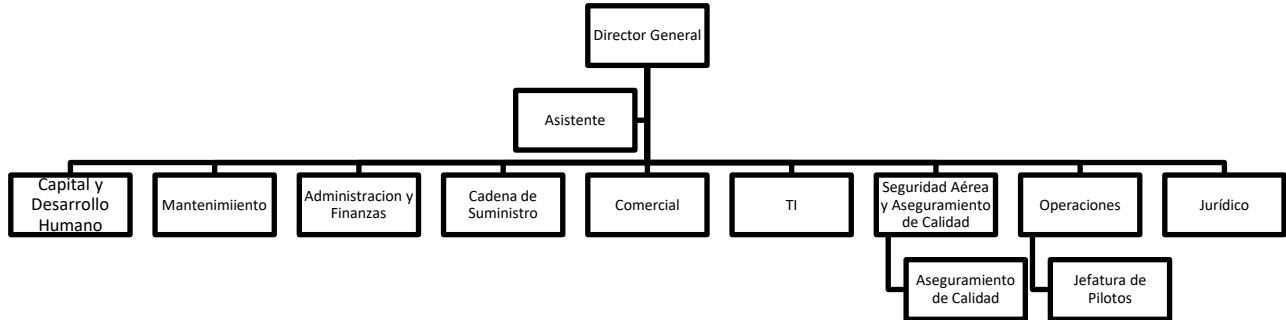 Director General
Asistente
Capital y
Desarrollo
Humano
Mantenimiiento
Administracion y
Finanzas
Cadena de
Suministro
Comercial
TI
Seguridad Aérea
y Aseguramiento
de Calidad
Operaciones
Jurídico
Aseguramiento
de Calidad
Jefatura de
Pilotos